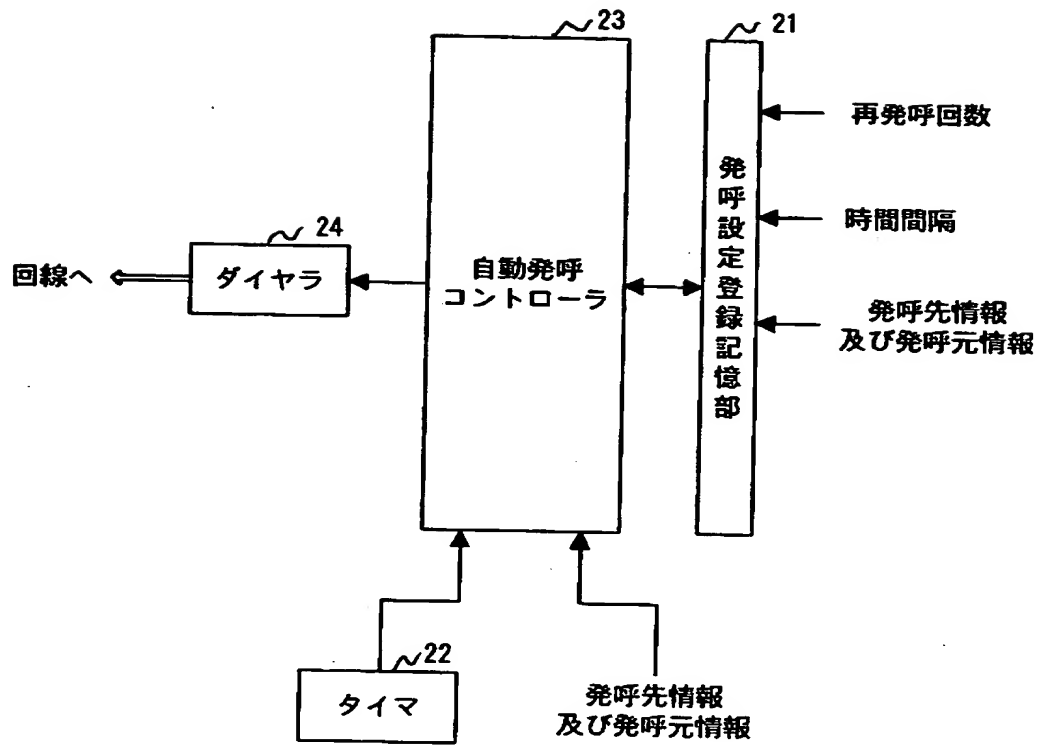 23
21
再発呼回数
発呼設定登録記憶部
時間間隔
24
回線へ
ダイヤラ
自動発呼
コントローラ
発呼先情報
及び発呼元情報
22
タイマ
発呼先情報
及び発呼元情報